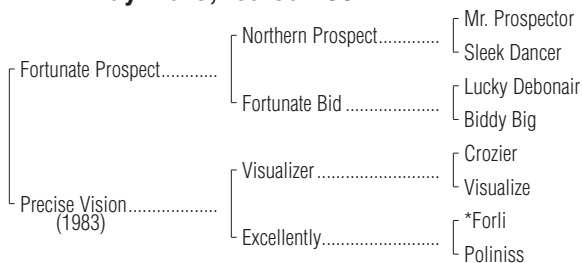 Mr. Prospector
Northern Prospect............
Sleek Dancer
Fortunate Prospect...........
Lucky Debonair
Fortunate Bid ...................
Biddy Big
Crozier
Visualizer .........................
Visualize
Precise Vision..................
(1983)
*Forli
Excellently........................
Poliniss